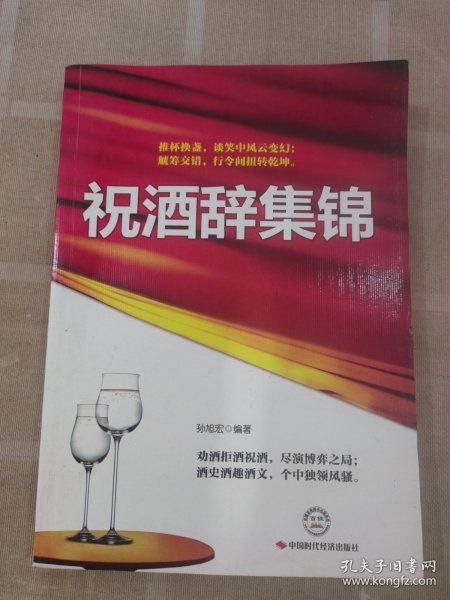 推杯换盏，谈笑中风云变幻；
觥筹交错，行令间扭转乾坤。
祝酒辞集锦
孙旭宏◎编著
劝酒拒酒祝酒，尽演博弈之局；
酒史酒趣酒文，个中独领风骚。
百佳
中国时代经济出版社
孔夫子旧书网
www.kongfz.com